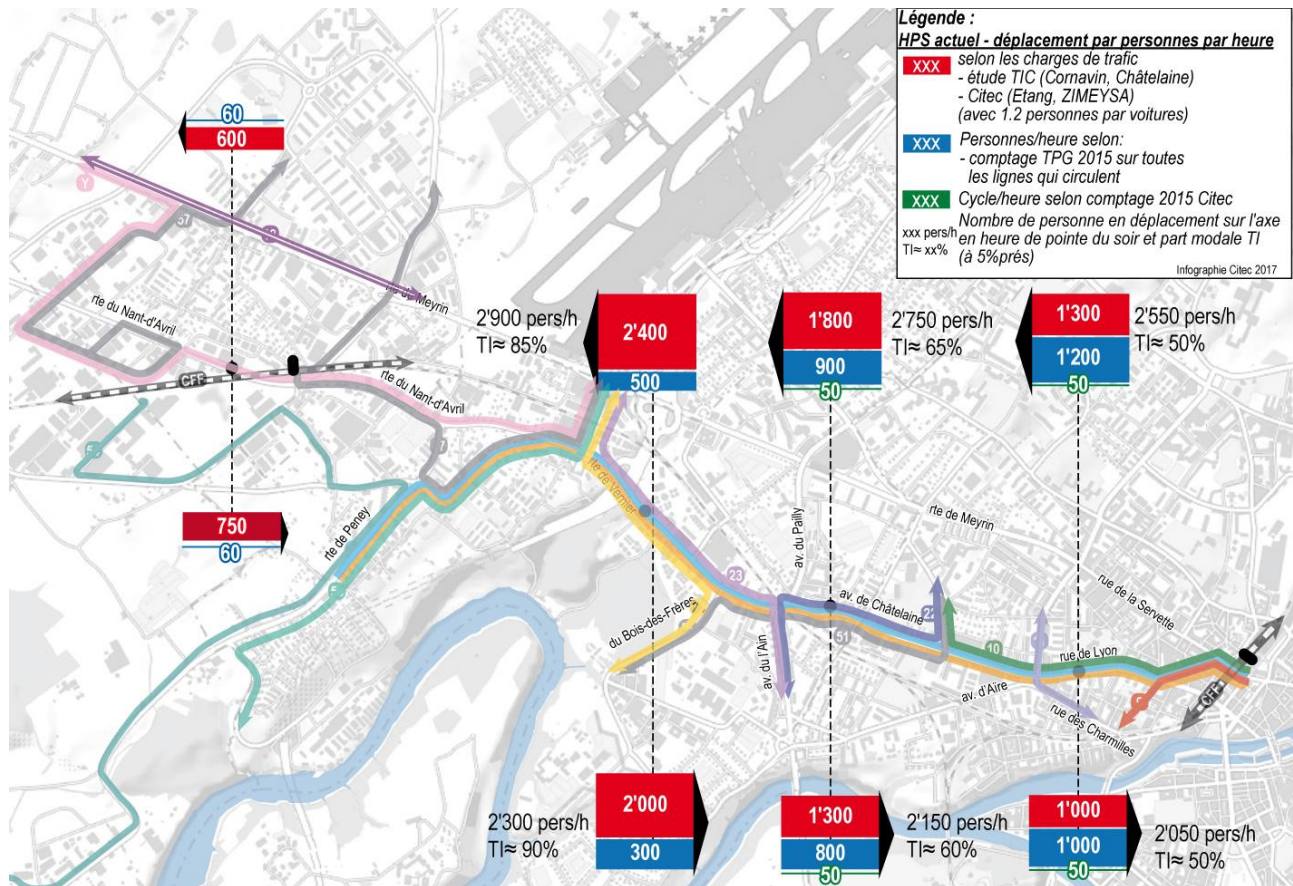 Légende :
HPS actuel - déplacement par personnes par heure
XXX
selon les charges de trafic
- étude TIC (Cornavin, Châtelaine)
- Citec (Etang, ZIMEYSA)
(avec 1.2 personnes par voitures)
XXX
Personnes/heure selon:
- comptage TPG 2015 sur toutes
les lignes qui circulent
XXX
Cycle/heure selon comptage 2015 Citec
xxx pers/h
TI≈ xx%
Nombre de personne en déplacement sur l'axe
en heure de pointe du soir et part modale TI
(à 5%prés)
Infographie Citec 2017
60
600
Y
57
rte du Nant-d'Avril
rte de Meyrin
CFF
rte du Nant-d'Avril
2'900 pers/h
TI≈ 85%
2'400
500
1'800
900
50
2'750 pers/h
TI≈ 65%
1'300
1'200
50
2'550 pers/h
TI≈ 50%
750
60
rte de Peney
rte de Vernier
23
du Bois-des-Frères
av. du Pailly
av. de Châtelaine
51
av. du l'Ain
22
10
rte de Meyrin
rue de la Servette
rue de Lyon
av. d'Aire
rue des Charmilles
CFF
2'300 pers/h
TI≈ 90%
2'000
300
1'300
800
50
2'150 pers/h
TI≈ 60%
1'000
1'000
50
2'050 pers/h
TI≈ 50%